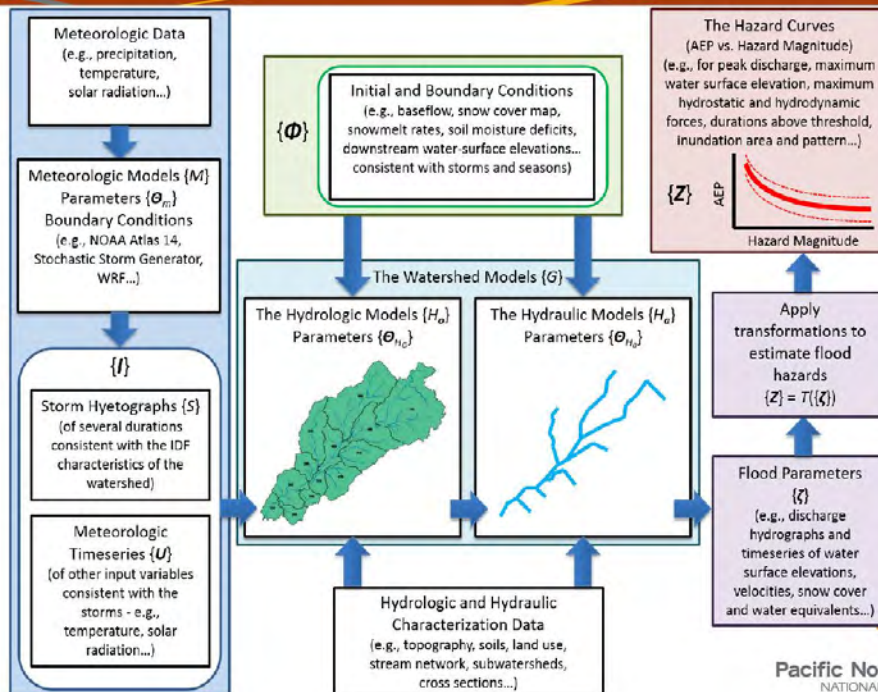 Meteorologic Data
(e.g., precipitation,
temperature,
solar radiation...)
Meteorologic Models {M}
Parameters {Θm}
Boundary Conditions
(e.g., NOAA Atlas 14,
Stochastic Storm Generator,
WRF...)
{I}
Storm Hyetographs {S}
(of several durations
consistent with the IDF
characteristics of the
watershed)
Meteorologic
Timeseries {U}
(of other input variables
consistent with the
storms - e.g.,
temperature, solar
radiation...)
{Φ}
Initial and Boundary Conditions
(e.g., baseflow, snow cover map,
snowmelt rates, soil moisture deficits,
downstream water-surface elevations...
consistent with storms and seasons)
The Watershed Models {G}
The Hydrologic Models {Ho}
Parameters {ΘHo}
The Hydraulic Models {Ha}
Parameters {ΘHa}
Hydrologic and Hydraulic
Characterization Data
(e.g., topography, soils, land use,
stream network, subwatersheds,
cross sections...)
The Hazard Curves
(AEP vs. Hazard Magnitude)
(e.g., for peak discharge, maximum
water surface elevation, maximum
hydrostatic and hydrodynamic
forces, durations above threshold,
inundation area and pattern...)
{Z}
AEP
Hazard Magnitude
Apply
transformations to
estimate flood
hazards
{Z} = T({ζ})
Flood Parameters
{ζ}
(e.g., discharge
hydrographs and
timeseries of water
surface elevations,
velocities, snow cover
and water equivalents...)
Pacific No
NATIONAL